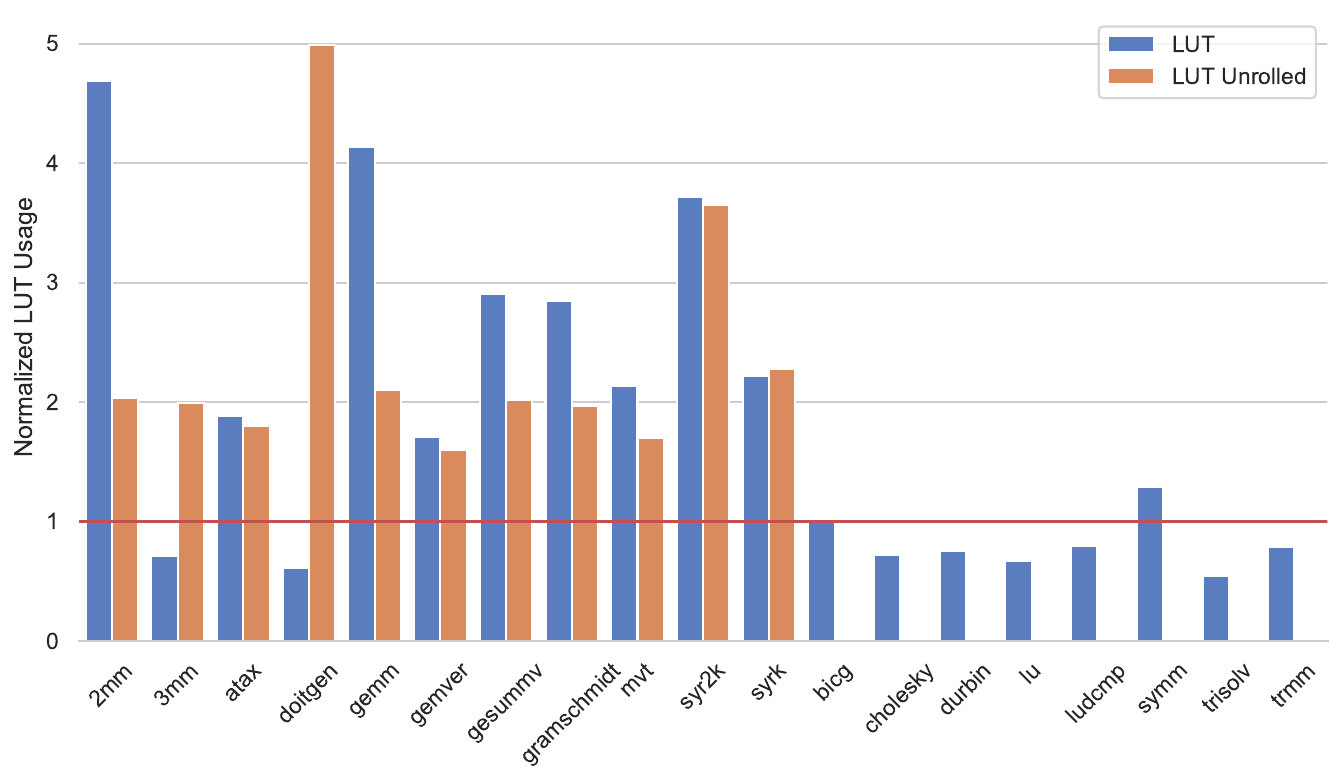 LUT
LUT Unrolled
Normalized LUT Usage
5
4
3
2
1
0
2mm
3mm
atax
doitgen
gemm
gemver
gesummv
gramschmidt
mvt
syr2k
syrk
bicg
cholesky
durbin
lu
ludcmp
symm
trisolv
trmm